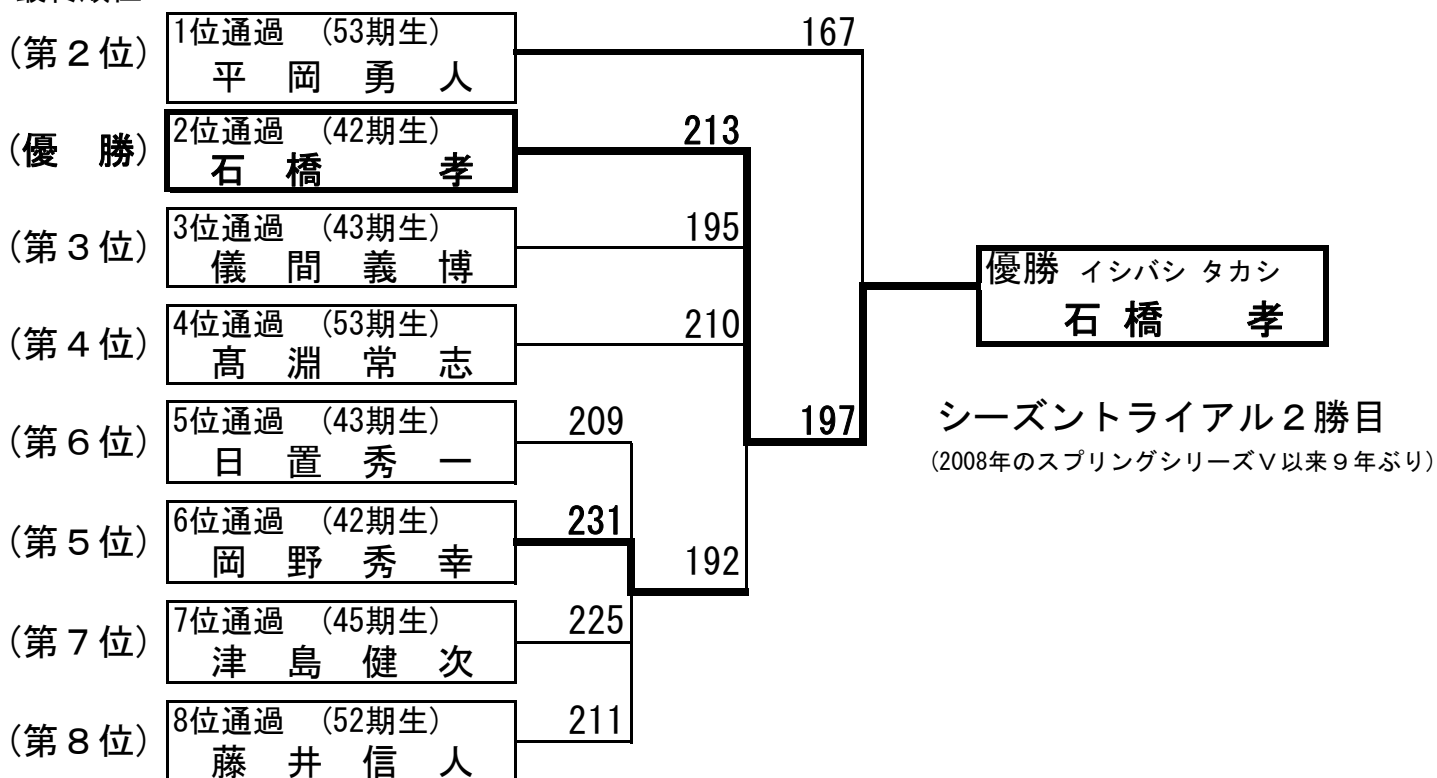 (第２位)
1位通過　(53期生)
平　岡　勇　人
167
(優　勝)
2位通過　(42期生)
石　橋　　　孝
213
(第３位)
3位通過　(43期生)
儀　間　義　博
195
優勝 イシバシ タカシ
石 橋　　孝
(第４位)
4位通過　(53期生)
髙　淵　常　志
210
(第６位)
5位通過　(43期生)
日　置　秀　一
209
197
シーズントライアル２勝目
(2008年のスプリングシリーズＶ以来９年ぶり)
(第５位)
6位通過　(42期生)
岡　野　秀　幸
231
192
(第７位)
7位通過　(45期生)
津　島　健　次
225
(第８位)
8位通過　(52期生)
藤　井　信　人
211